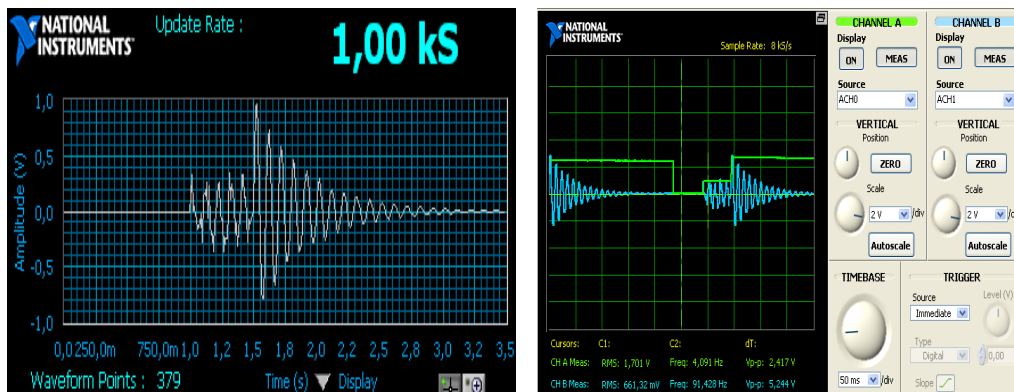 NATIONAL
INSTRUMENTS
Update Rate :
1,00 kS
Amplitude (V)
1,0
0,5
0,0
-0,5
-1,0
0,0 250,0m 750,0m 1,0 1,2 1,5 1,8 2,0 2,2 2,5 2,8 3,0 3,2 3,5
Waveform Points : 379
Time (s)
Display
NATIONAL
INSTRUMENTS
Sample Rate: 8 kS/s
Cursors: C1: C2: dT:
CH A Meas: RMS: 1,701 V Freq: 4,091 Hz Vp-p: 2,417 V
CH B Meas: RMS: 661,32 mV Freq: 91,428 Hz Vp-p: 5,244 V
CHANNEL A
Display
ON MEAS
Source
ACH0
VERTICAL
Position
ZERO
Scale
2 V /div
Autoscale
CHANNEL B
Display
ON MEAS
Source
ACH1
VERTICAL
Position
ZERO
Scale
2 V
Autoscale
TIMEBASE
50 ms /div
TRIGGER
Source
Immediate
Level (V)
Type
Digital
0,00
Slope